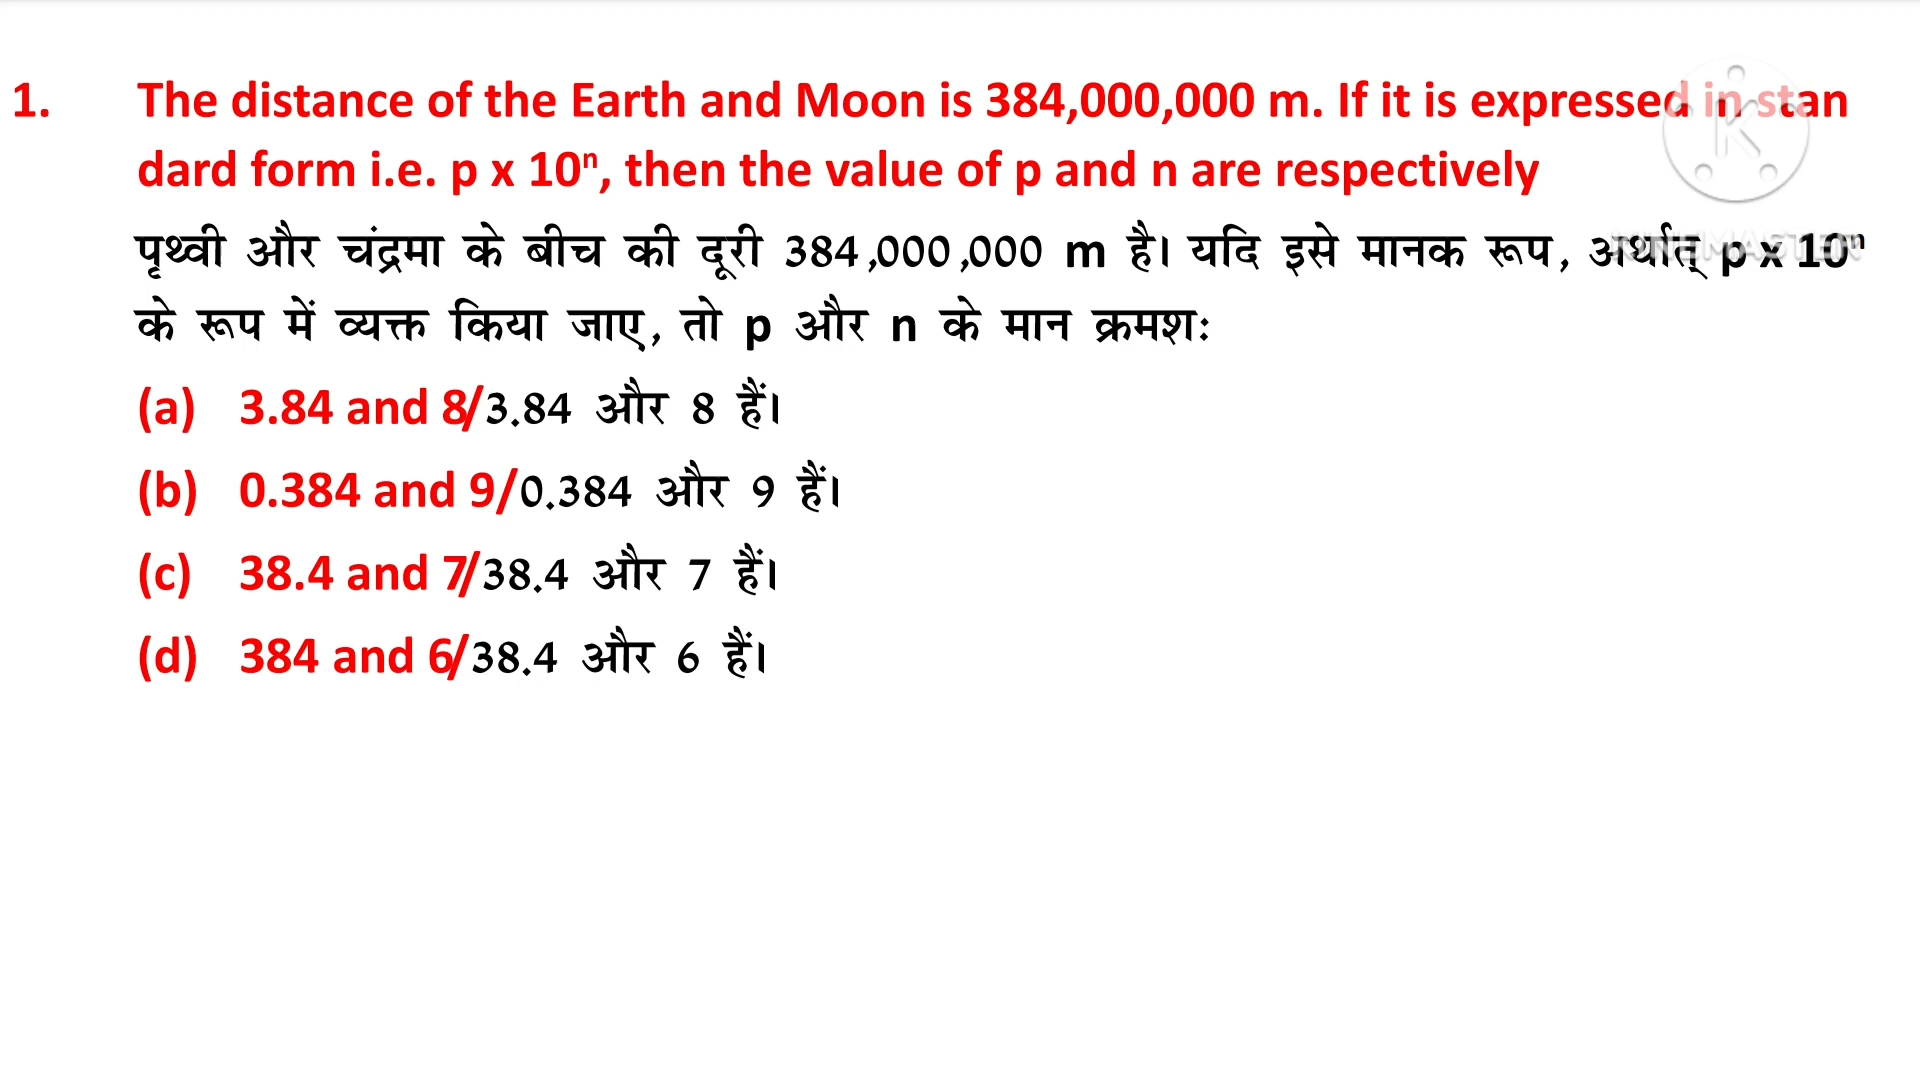 1. The distance of the Earth and Moon is 384,000,000 m. If it is expressed in stan
dard form i.e. p x 10ⁿ, then the value of p and n are respectively
पृथ्वी और चंद्रमा के बीच की दूरी 384,000,000 m है। यदि इसे मानक रूप, अर्थात् p x 10ⁿ
के रूप में व्यक्त किया जाए, तो p और n के मान क्रमशः
(a) 3.84 and 8/3.84 और 8 हैं।
(b) 0.384 and 9/0.384 और 9 हैं।
(c) 38.4 and 7/38.4 और 7 हैं।
(d) 384 and 6/38.4 और 6 हैं।
KINEMASTER